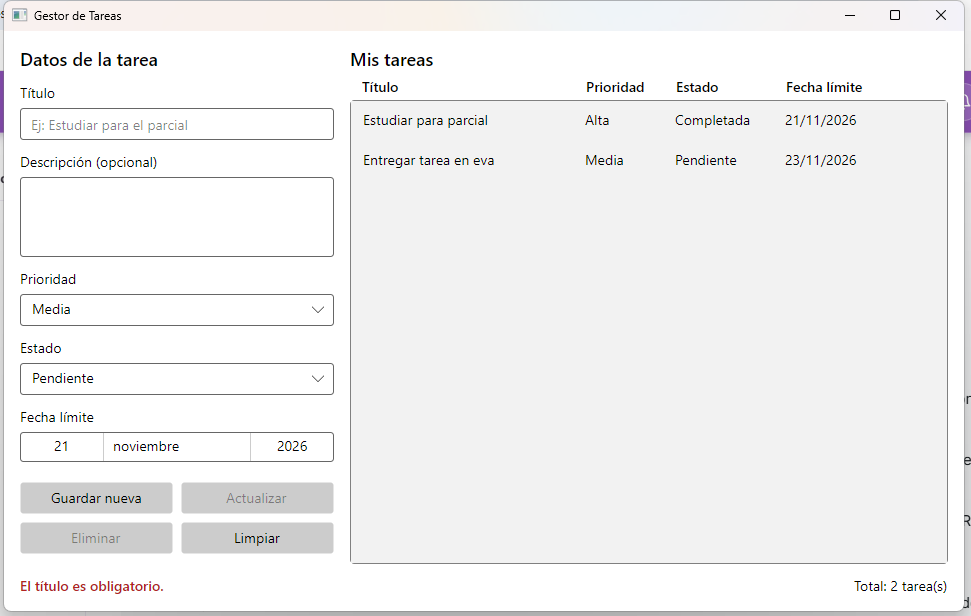 Gestor de Tareas
Datos de la tarea
Título
Ej: Estudiar para el parcial
Descripción (opcional)
Prioridad
Media
Estado
Pendiente
Fecha límite
21 noviembre 2026
Guardar nueva Actualizar
Eliminar Limpiar
El título es obligatorio.
Mis tareas
Título Prioridad Estado Fecha límite
Estudiar para parcial Alta Completada 21/11/2026
Entregar tarea en eva Media Pendiente 23/11/2026
Total: 2 tarea(s)